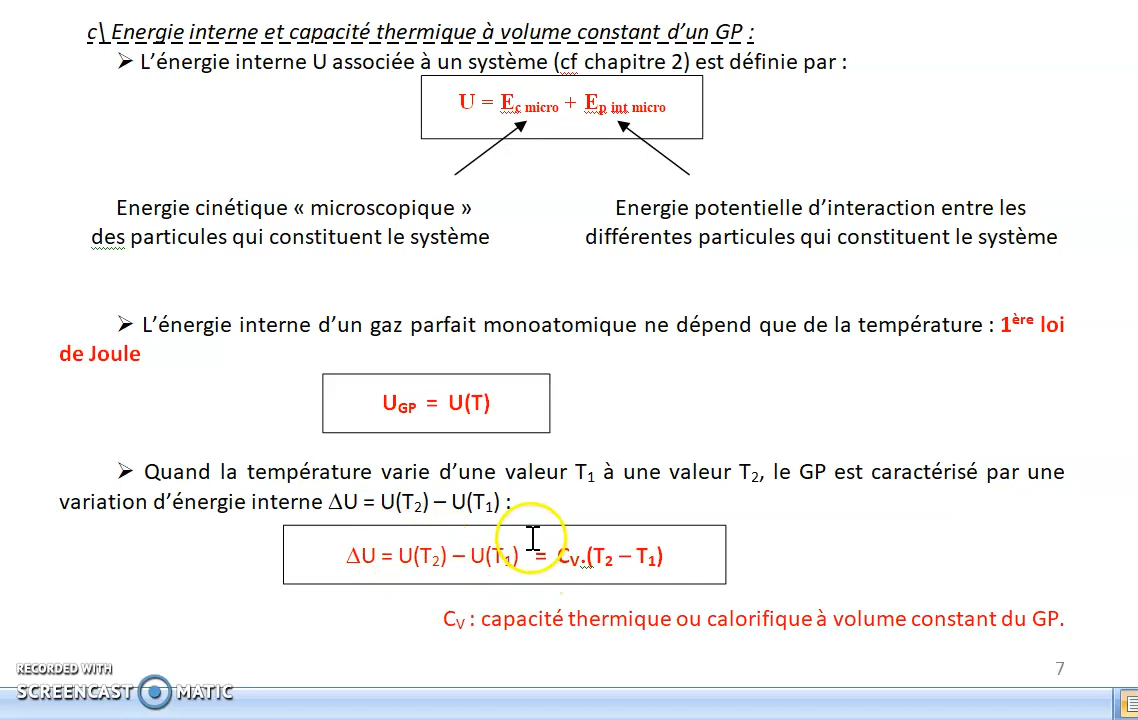 c\ Energie interne et capacité thermique à volume constant d’un GP :
➢ L’énergie interne U associée à un système (cf chapitre 2) est définie par :
U = Ec micro + Ep int micro
Energie cinétique « microscopique »
des particules qui constituent le système
Energie potentielle d’interaction entre les
différentes particules qui constituent le système
➢ L’énergie interne d’un gaz parfait monoatomique ne dépend que de la température : 1ère loi
de Joule
UGP = U(T)
➢ Quand la température varie d’une valeur T1 à une valeur T2, le GP est caractérisé par une
variation d’énergie interne ΔU = U(T2) – U(T1) :
ΔU = U(T2) – U(T1) = CV.(T2 – T1)
CV : capacité thermique ou calorifique à volume constant du GP.
7
RECORDED WITH
SCREENCAST MATIC